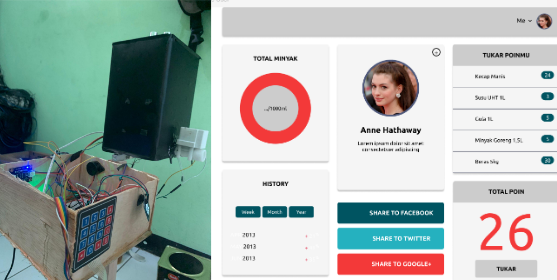 Me
TOTAL MINYAK
.../1000ml
HISTORY
Week
Month
Year
2013
2013
2013
Anne Hathaway
Lorem ipsum dolor sit amet
consectetuer adipiscing
SHARE TO FACEBOOK
SHARE TO TWITTER
SHARE TO GOOGLE+
TUKAR POINMU
Kecap Manis 24
Susu UHT 1L
Gula 1L 5
Minyak Goreng 1.5L 5
Beras 5kg 30
TOTAL POIN
26
TUKAR